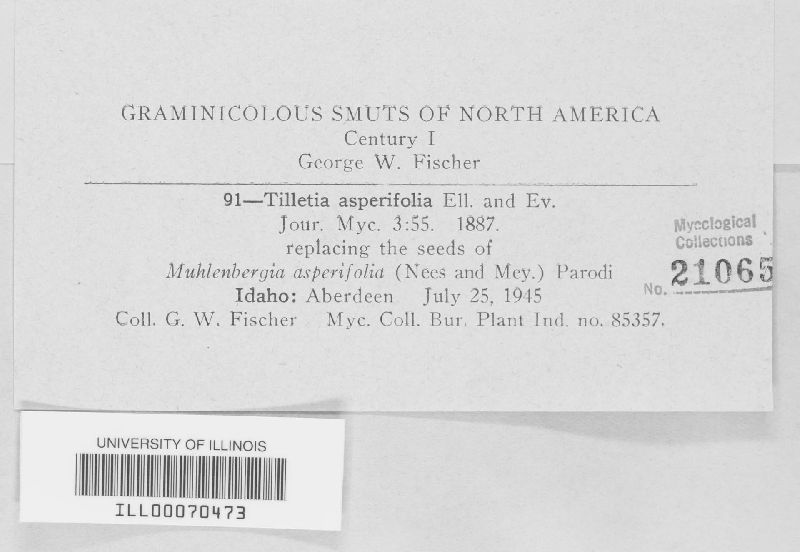 GRAMINICOLOUS SMUTS OF NORTH AMERICA
Century I
George W. Fischer
91—Tilletia asperifolia Ell. and Ev.
Jour. Myc. 3:55. 1887.
replacing the seeds of
Muhlenbergia asperifolia (Nees and Mey.) Parodi
Idaho: Aberdeen July 25, 1945
Coll. G. W. Fischer Myc. Coll. Bur. Plant Ind. no. 85357.
Mycological
Collections
No. 21065
UNIVERSITY OF ILLINOIS
ILL00070473